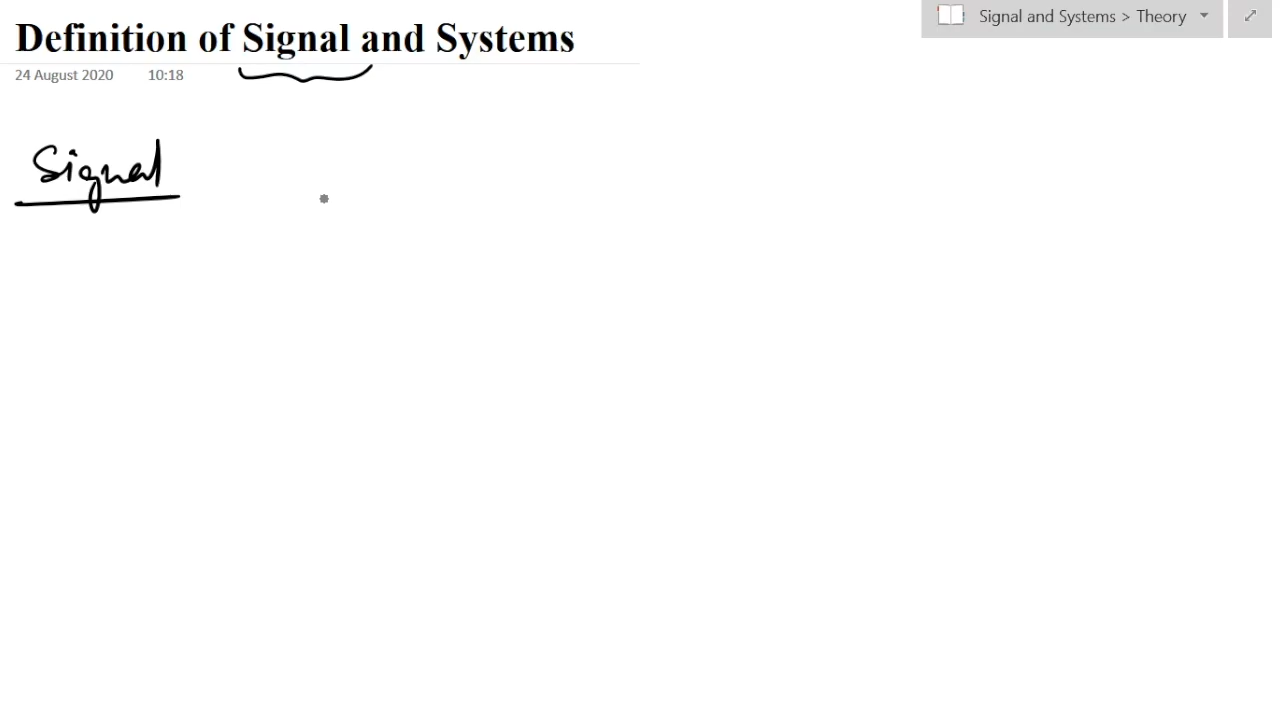 Definition of Signal and Systems
Signal and Systems > Theory
24 August 2020 10:18
Signal